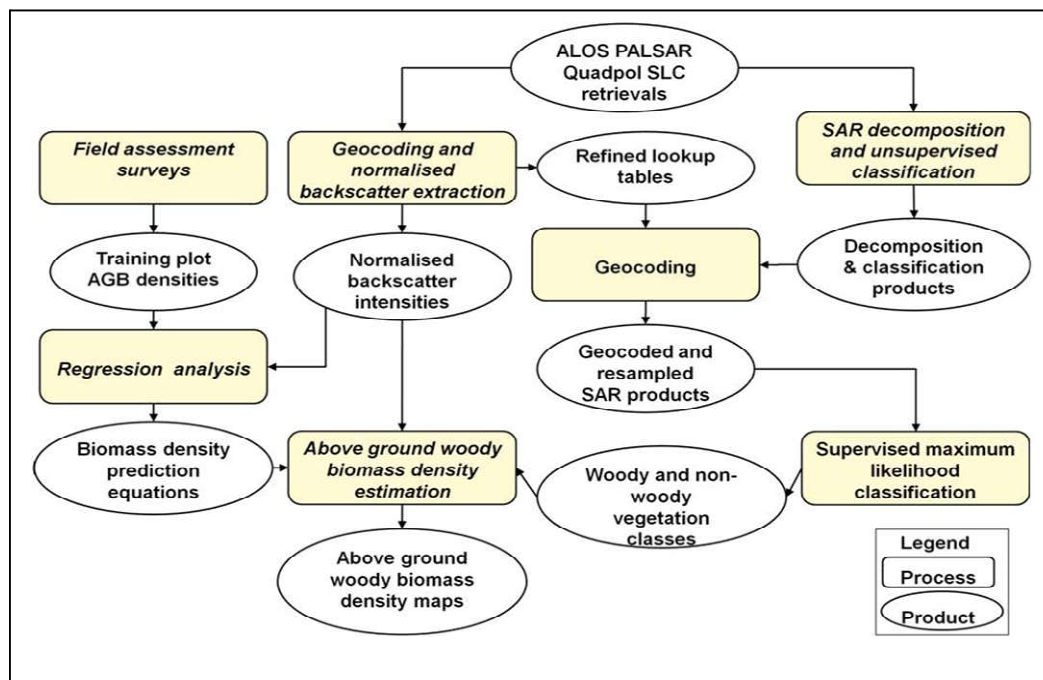 ALOS PALSAR
Quadpol SLC
retrievals
Field assessment
surveys
Geocoding and
normalised
backscatter extraction
Refined lookup
tables
SAR decomposition
and unsupervised
classification
Training plot
AGB densities
Normalised
backscatter
intensities
Geocoding
Decomposition
& classification
products
Regression analysis
Geocoded and
resampled
SAR products
Biomass density
prediction
equations
Above ground woody
biomass density
estimation
Woody and non-
woody
vegetation
classes
Supervised maximum
likelihood
classification
Above ground
woody biomass
density maps
Legend
Process
Product